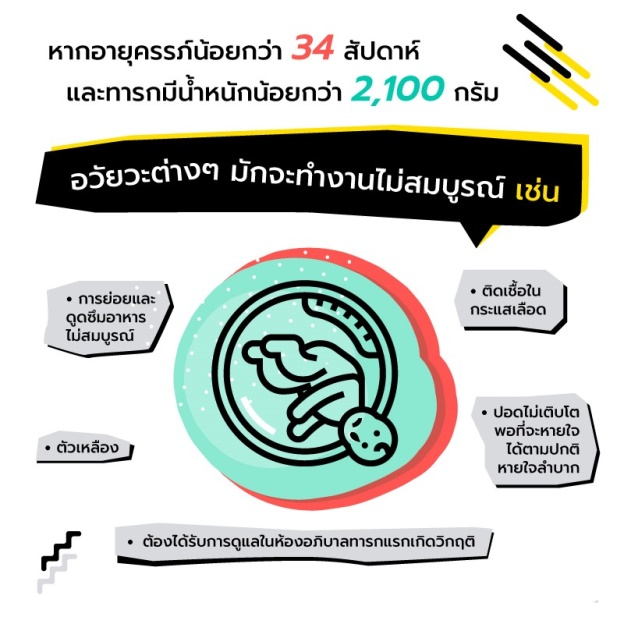 หากอายุครรภ์น้อยกว่า 34 สัปดาห์
และทารกมีน้ำหนักน้อยกว่า 2,100 กรัม
อวัยวะต่างๆ มักจะทำงานไม่สมบูรณ์ เช่น
• การย่อยและ
ดูดซึมอาหาร
ไม่สมบูรณ์
• ติดเชื้อใน
กระแสเลือด
• ตัวเหลือง
• ปอดไม่เติบโต
พอที่จะหายใจ
ได้ตามปกติ
หายใจลำบาก
• ต้องได้รับการดูแลในห้องอภิบาลทารกแรกเกิดวิกฤติ